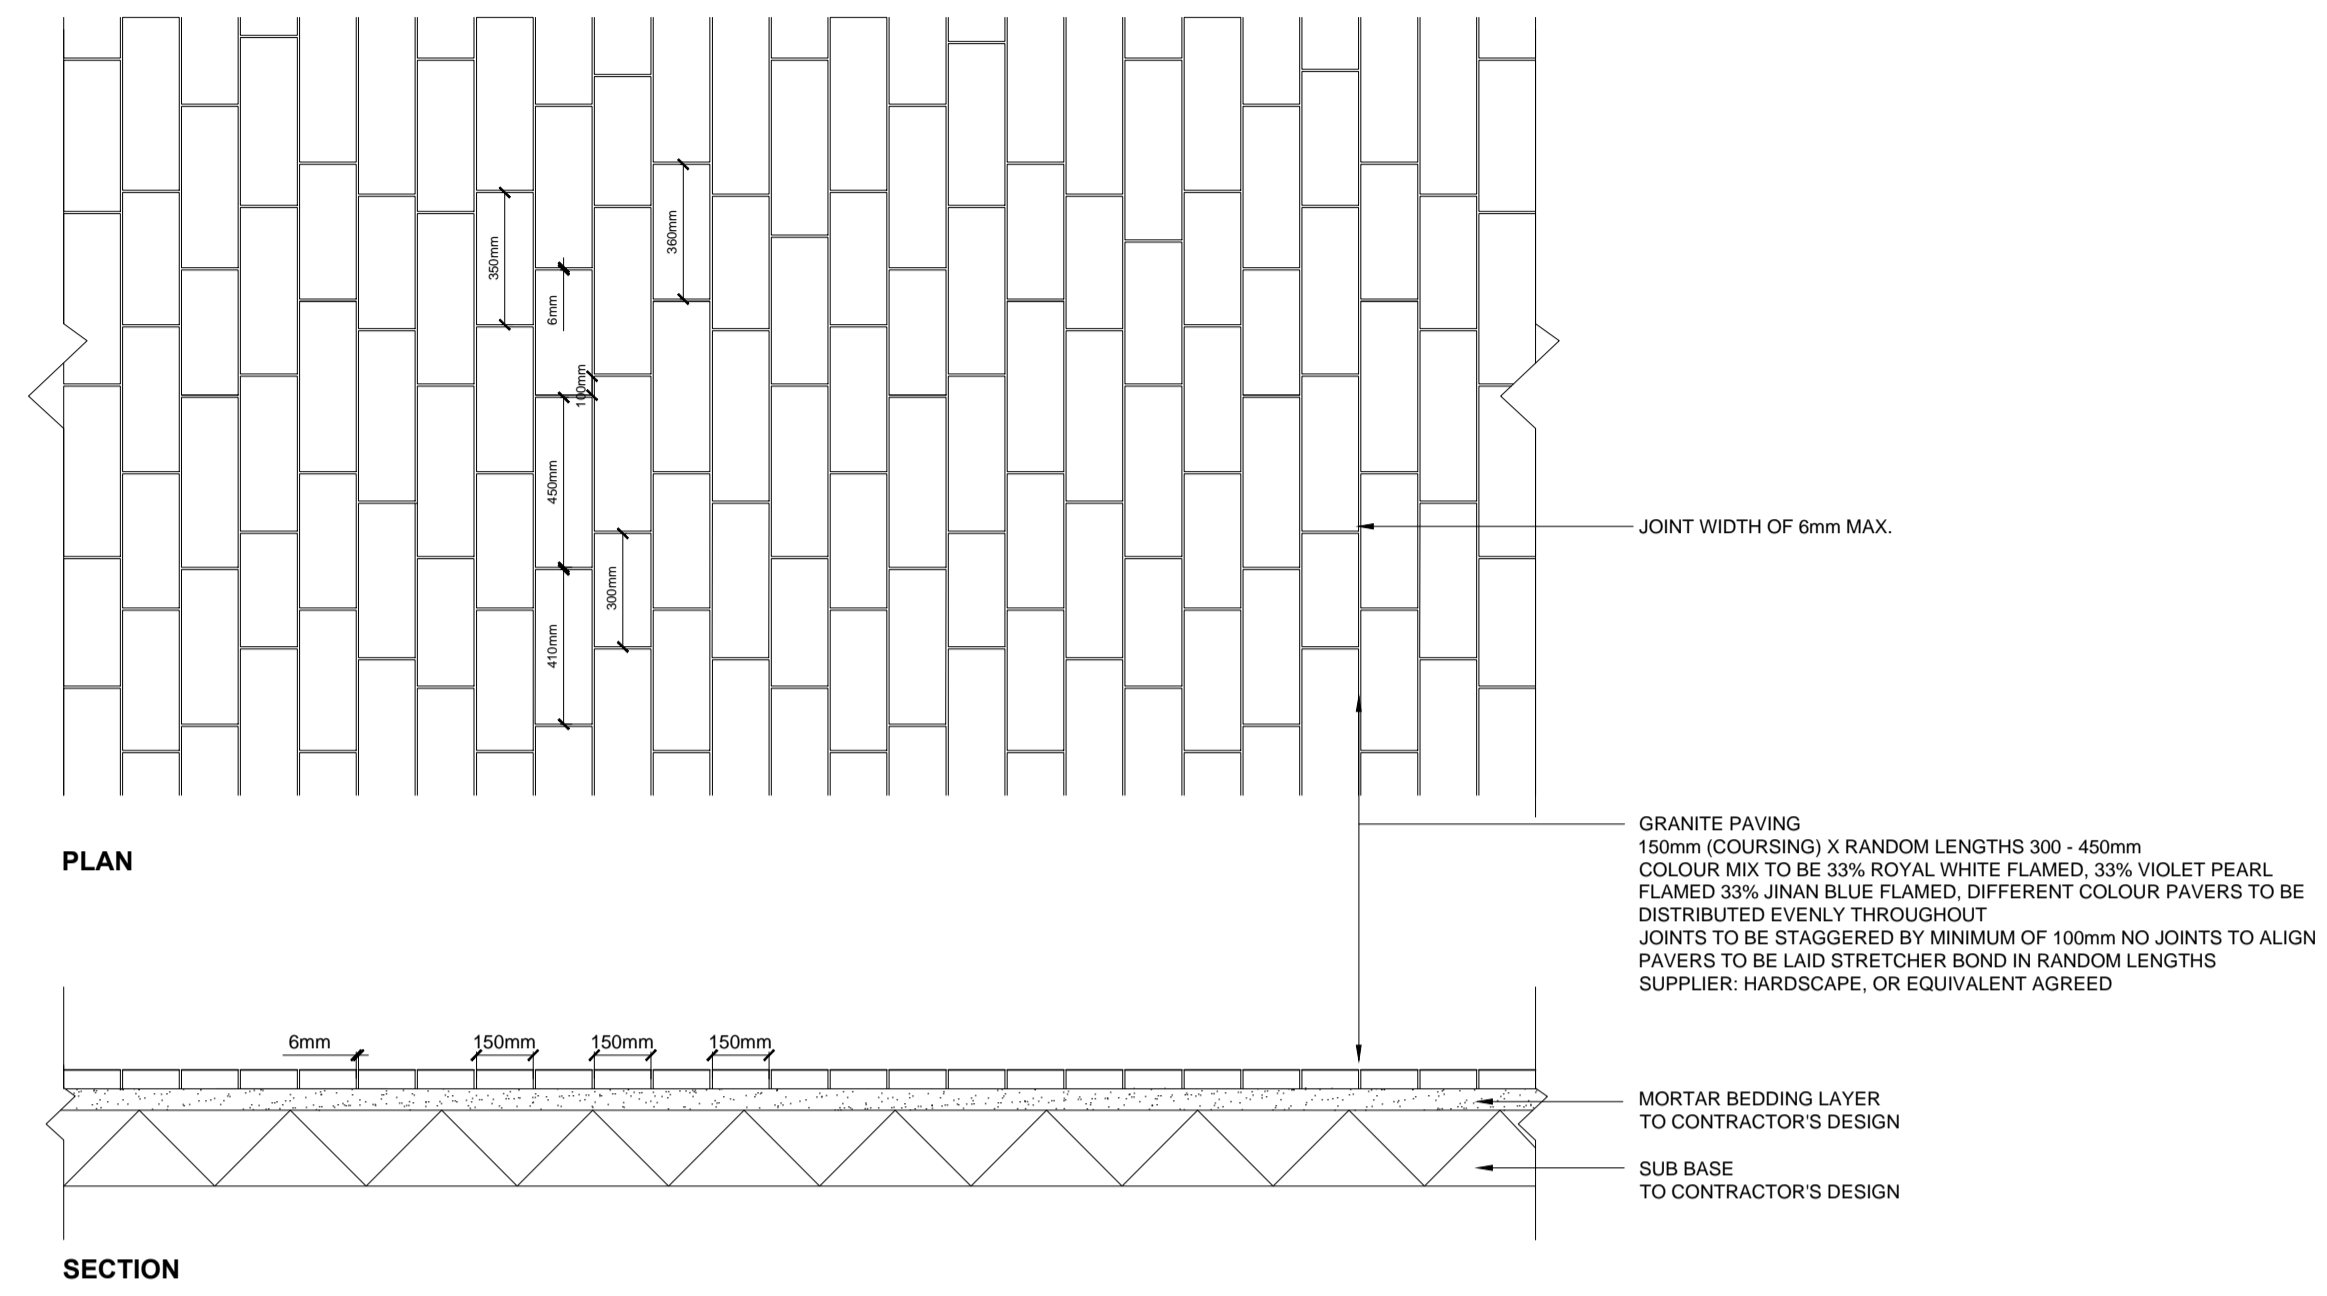 360mm
350mm
6mm
100mm
450mm
JOINT WIDTH OF 6mm MAX.
300mm
410mm
GRANITE PAVING
150mm (COURSING) X RANDOM LENGTHS 300 - 450mm
COLOUR MIX TO BE 33% ROYAL WHITE FLAMED, 33% VIOLET PEARL
FLAMED 33% JINAN BLUE FLAMED, DIFFERENT COLOUR PAVERS TO BE
DISTRIBUTED EVENLY THROUGHOUT
JOINTS TO BE STAGGERED BY MINIMUM OF 100mm NO JOINTS TO ALIGN
PAVERS TO BE LAID STRETCHER BOND IN RANDOM LENGTHS
SUPPLIER: HARDSCAPE, OR EQUIVALENT AGREED
PLAN
6mm
150mm
150mm
150mm
MORTAR BEDDING LAYER
TO CONTRACTOR'S DESIGN
SUB BASE
TO CONTRACTOR'S DESIGN
SECTION